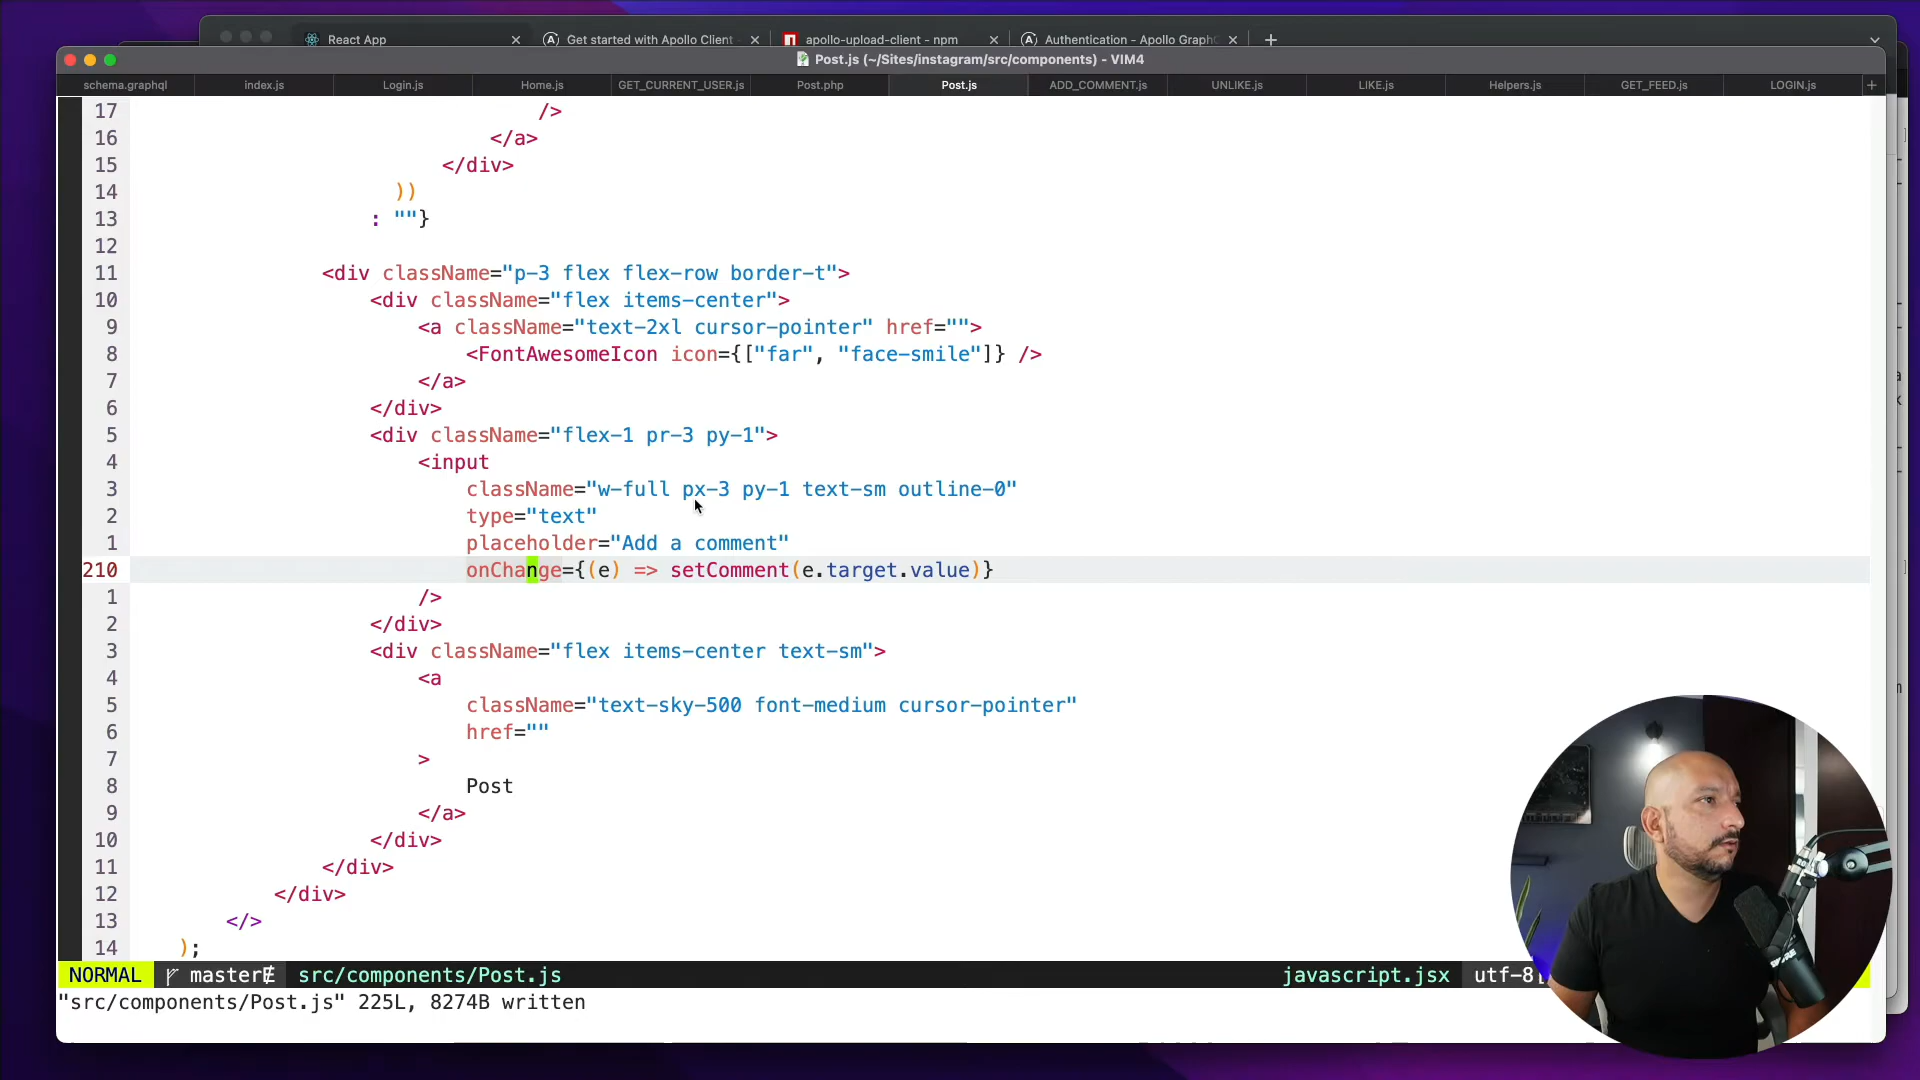 React App
Get started with Apollo Client
apollo-upload-client - npm
Authentication - Apollo Graph
Post.js (~/Sites/instagram/src/components) - VIM4
schema.graphql
index.js
Login.js
Home.js
GET_CURRENT_USER.js
Post.php
Post.js
ADD_COMMENT.js
UNLIKE.js
LIKE.js
Helpers.js
GET_FEED.js
LOGIN.js
17 />
16 </a>
15 </div>
14 ))
13 : ""}
12
11 <div className="p-3 flex flex-row border-t">
10 <div className="flex items-center">
9 <a className="text-2xl cursor-pointer" href="">
8 <FontAwesomeIcon icon={["far", "face-smile"]} />
7 </a>
6 </div>
5 <div className="flex-1 pr-3 py-1">
4 <input
3 className="w-full px-3 py-1 text-sm outline-0"
2 type="text"
1 placeholder="Add a comment"
210 onChange={(e) => setComment(e.target.value)}
1 />
2 </div>
3 <div className="flex items-center text-sm">
4 <a
5 className="text-sky-500 font-medium cursor-pointer"
6 href=""
7 >
8 Post
9 </a>
10 </div>
11 </div>
12 </div>
13 </>
14 );
NORMAL master src/components/Post.js javascript.jsx utf-8
"src/components/Post.js" 225L, 8274B written